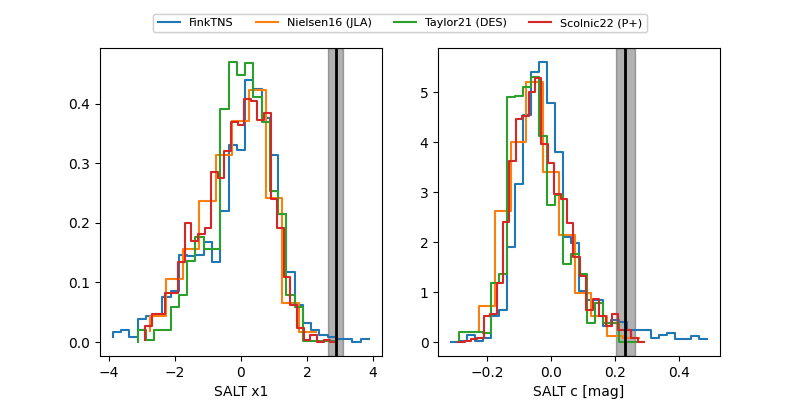 FinkTNS Nielsen16 (JLA) Taylor21 (DES) Scolnic22 (P+)
0.4
0.3
0.2
0.1
0.0
−4 −2 0 2 4
SALT x1
5
4
3
2
1
0
−0.2 0.0 0.2 0.4
SALT c [mag]